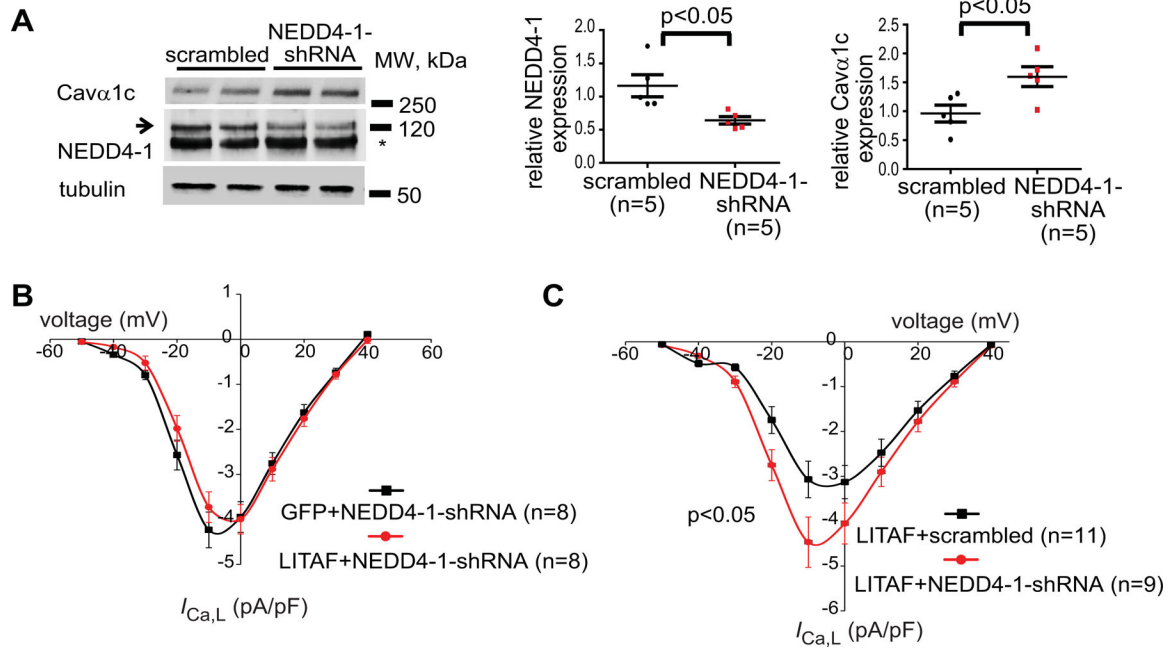 A
scrambled
NEDD4-1-
shRNA
MW, kDa
Cavα1c
250
120
NEDD4-1
*
tubulin
50
relative NEDD4-1
expression
2.0
1.5
1.0
0.5
0.0
p<0.05
scrambled
(n=5)
NEDD4-1-
shRNA
(n=5)
relative Cavα1c
expression
2.5
2.0
1.5
1.0
0.5
0.0
p<0.05
scrambled
(n=5)
NEDD4-1-
shRNA
(n=5)
B
voltage (mV)
1
0
-60
-40
-20
0
20
40
60
-1
-2
-3
-4
-5
GFP+NEDD4-1-shRNA (n=8)
LITAF+NEDD4-1-shRNA (n=8)
ICa,L (pA/pF)
C
voltage (mV)
0
-60
-40
-20
0
20
40
-1
-2
-3
-4
-5
-6
p<0.05
LITAF+scrambled (n=11)
LITAF+NEDD4-1-shRNA (n=9)
ICa,L (pA/pF)